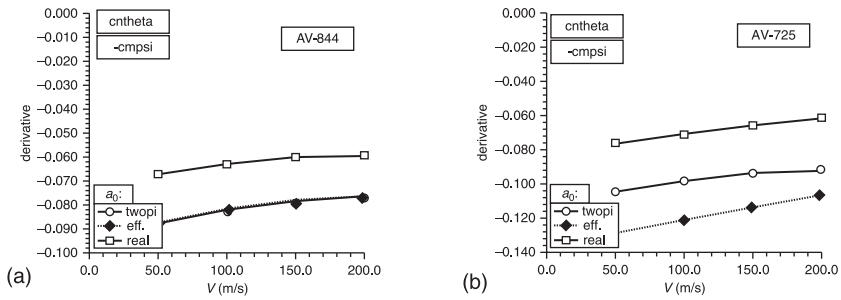 0.000
−0.010
−0.020
−0.030
−0.040
−0.050
−0.060
−0.070
−0.080
−0.090
−0.100
derivative
cntheta
-cmpsi
AV-844
a0:
twopi
eff.
real
0.0
50.0
100.0
150.0
200.0
V (m/s)
(a)
0.000
−0.020
−0.040
−0.060
−0.080
−0.100
−0.120
−0.140
derivative
cntheta
-cmpsi
AV-725
a0:
twopi
eff.
real
0.0
50.0
100.0
150.0
200.0
V (m/s)
(b)